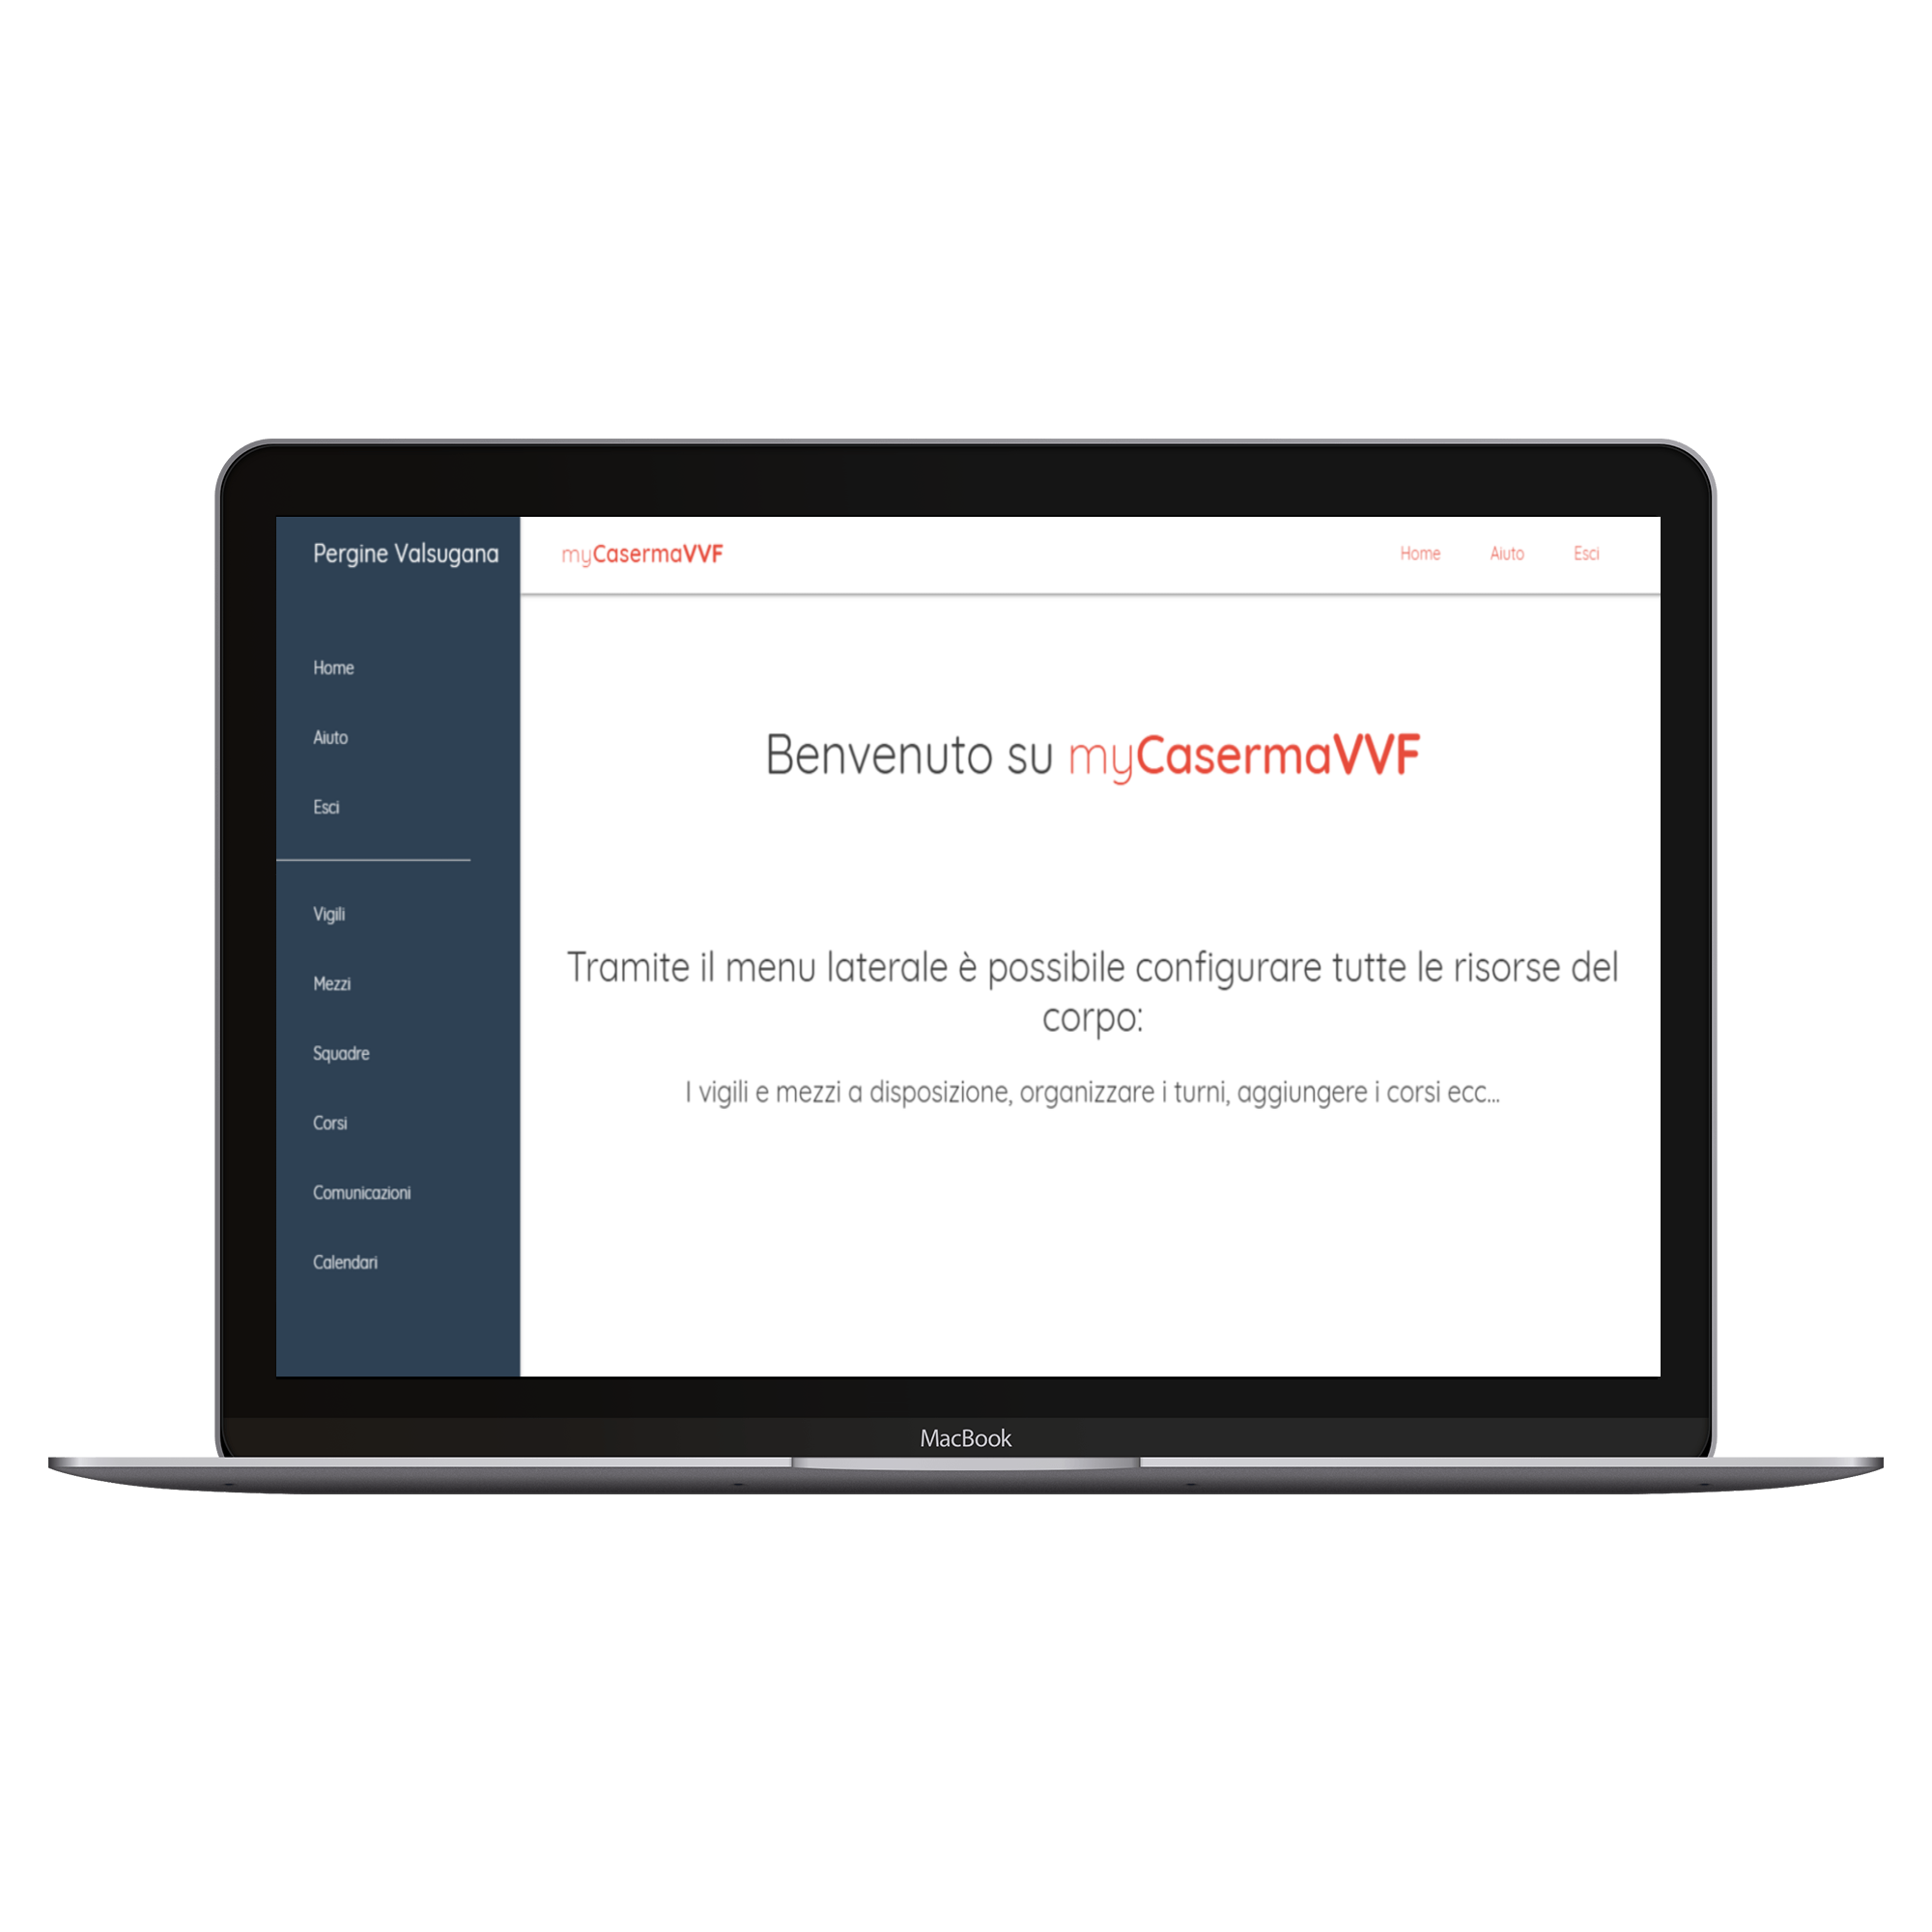 Pergine Valsugana
myCasermaVVF
Home
Aiuto
Esci
Home
Aiuto
Esci
Vigili
Mezzi
Squadre
Corsi
Comunicazioni
Calendari
Benvenuto su myCasermaVVF
Tramite il menu laterale è possibile configurare tutte le risorse del
corpo:
I vigili e mezzi a disposizione, organizzare i turni, aggiungere i corsi ecc...
MacBook